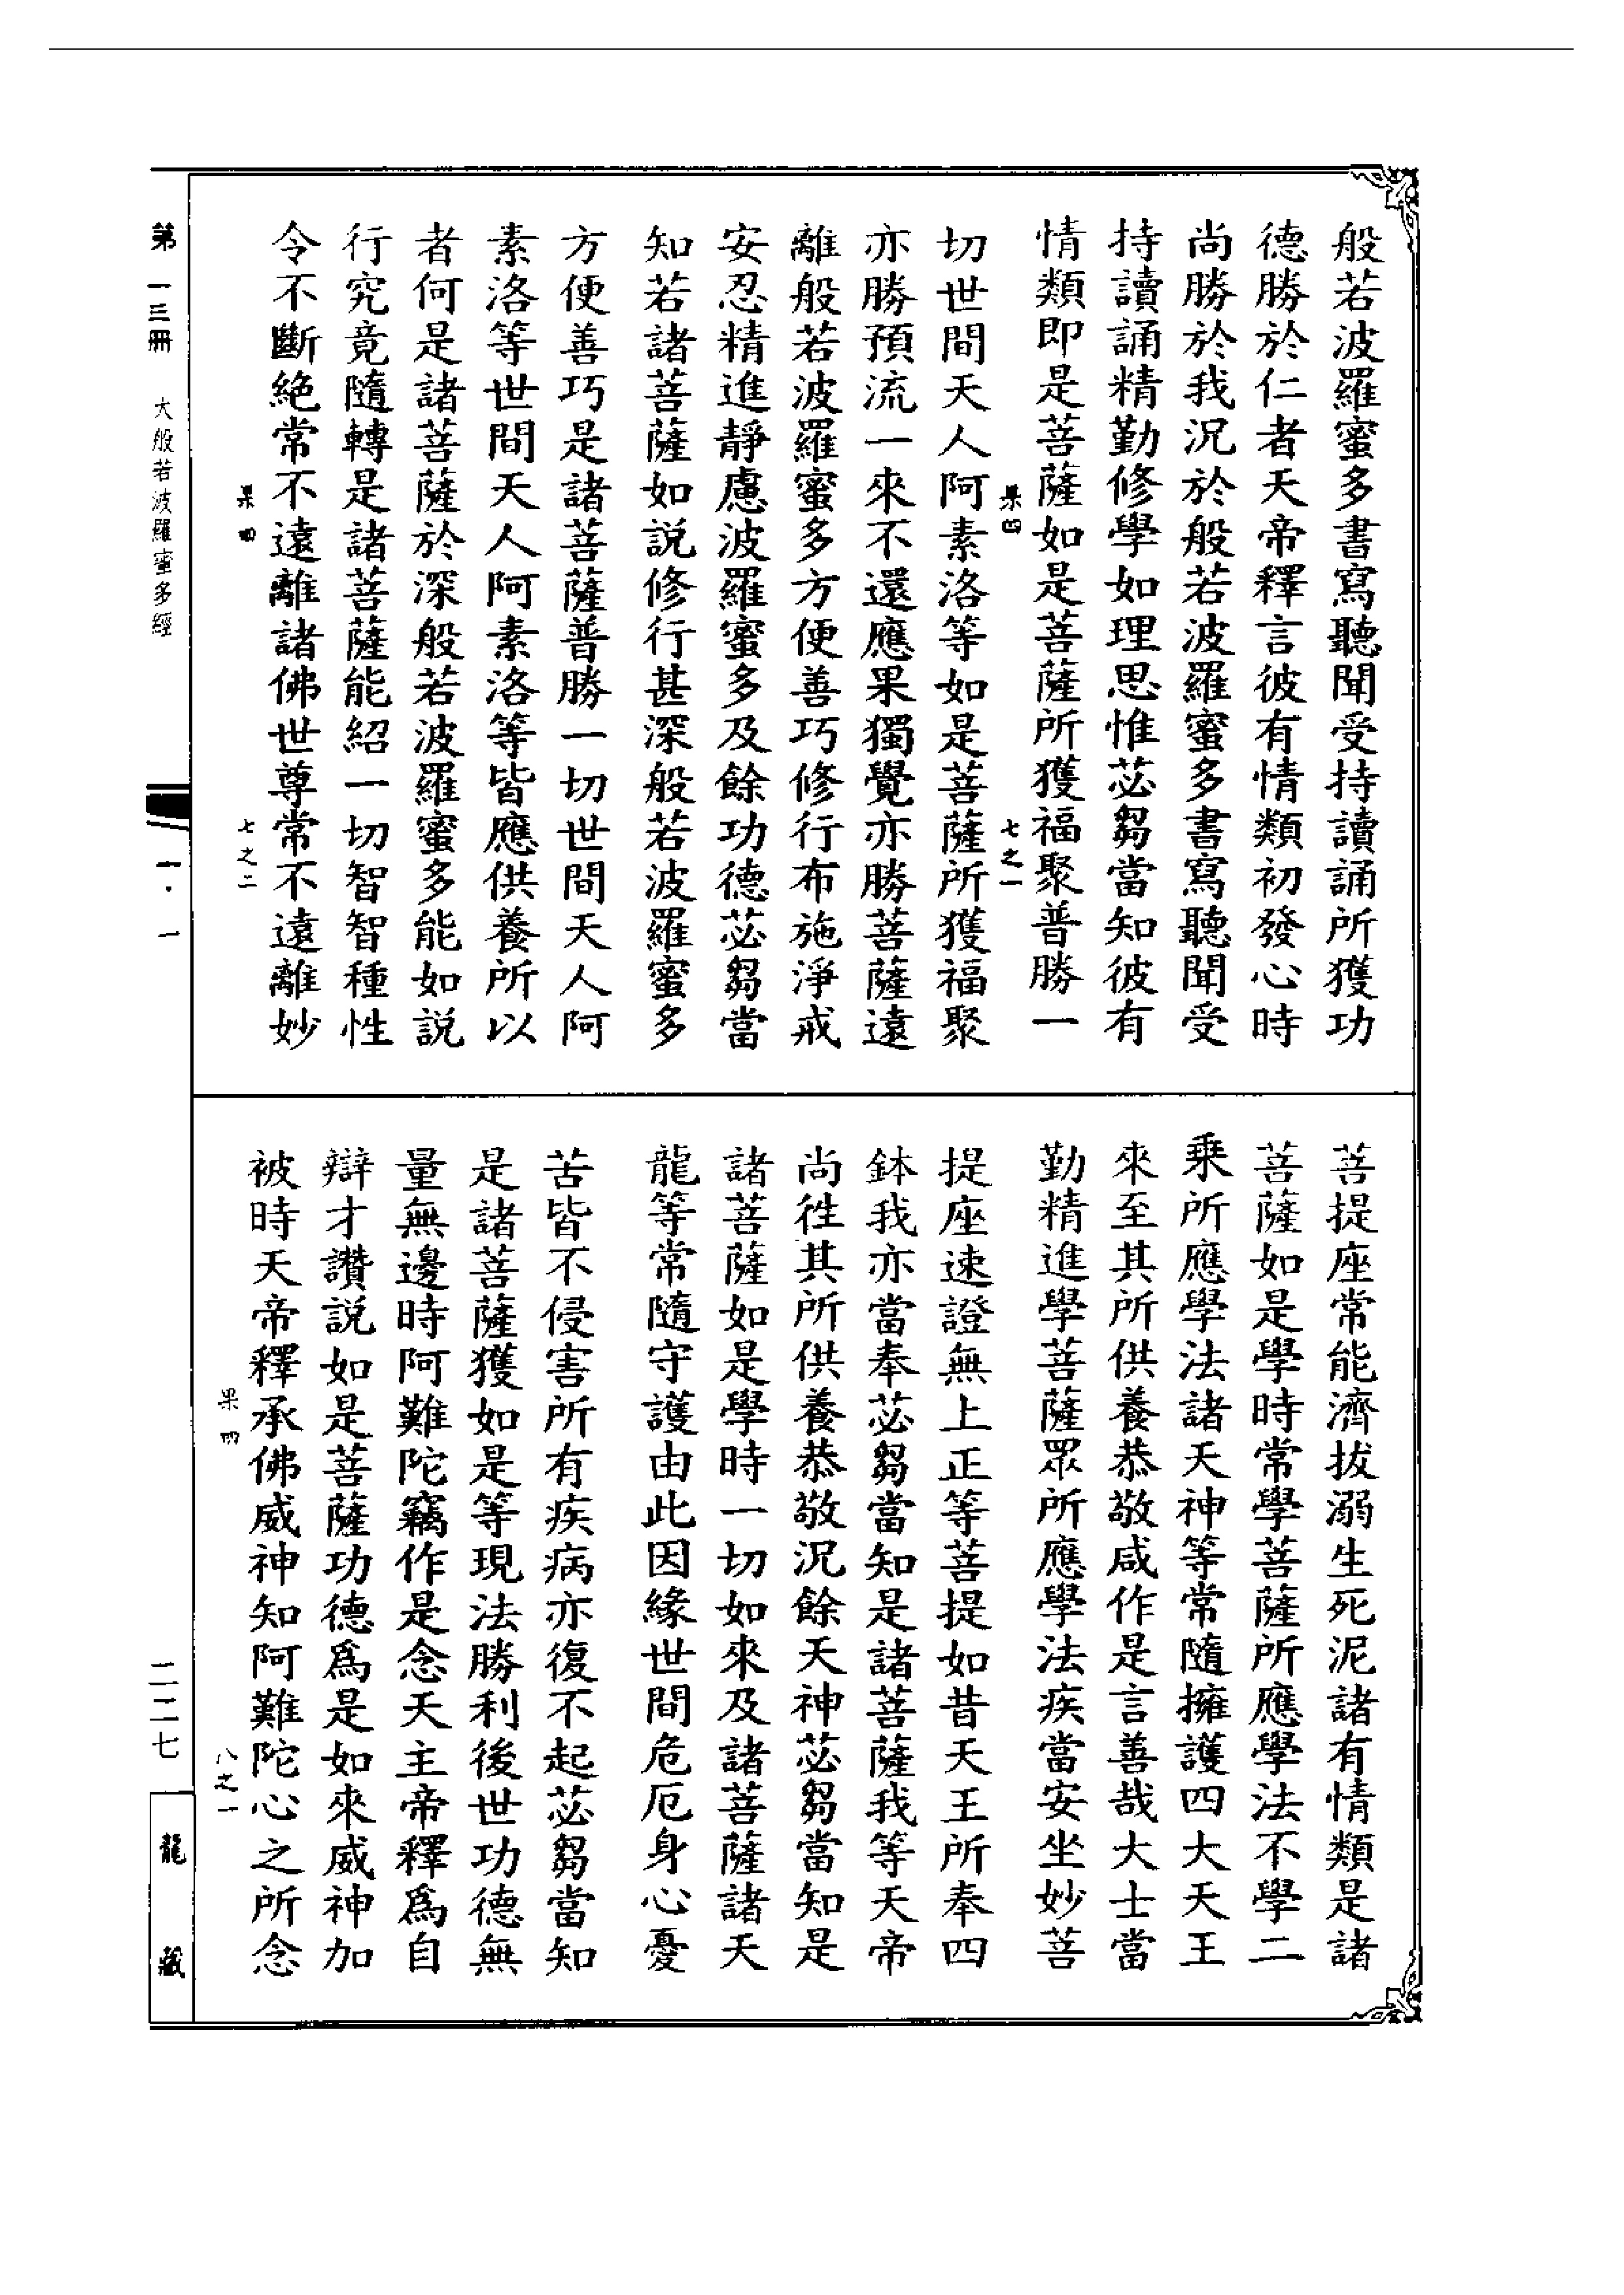 般若波羅蜜多書寫聽聞受持讀誦所獲功
德勝於仁者天帝釋言彼有情類初發心時
尚勝於我況於般若波羅蜜多書寫聽聞受
持讀誦精勤修學如理思惟苾芻當知彼有
情類即是菩薩如是菩薩所獲福聚普勝一
果四 七之一
切世間天人阿素洛等如是菩薩所獲福聚
亦勝預流一來不還應果獨覺亦勝菩薩遠
離般若波羅蜜多方便善巧修行布施淨戒
安忍精進靜慮波羅蜜多及餘功德苾芻當
知若諸菩薩如說修行甚深般若波羅蜜多
方便善巧是諸菩薩普勝一切世間天人阿
素洛等世間天人阿素洛等皆應供養所以
者何是諸菩薩於深般若波羅蜜多能如說
行究竟隨轉是諸菩薩能紹一切智智種性
令不斷絕常不遠離諸佛世尊常不遠離妙
果四 七之二
菩提座常能濟拔溺生死泥諸有情類是諸
菩薩如是學時常學菩薩所應學法不學二
乘所應學法諸天神等常隨擁護四大天王
來至其所供養恭敬咸作是言善哉大士當
勤精進學菩薩眾所應學法疾當安坐妙菩
提座速證無上正等菩提如昔天王所奉四
鉢我亦當奉苾芻當知是諸菩薩我等天帝
尚往其所供養恭敬況餘天神苾芻當知是
諸菩薩如是學時一切如來及諸菩薩諸天
龍等常隨守護由此因緣世間危厄身心憂
苦皆不侵害所有疾病亦復不起苾芻當知
是諸菩薩獲如是等現法勝利後世功德無
量無邊時阿難陀竊作是念天主帝釋為自
辯才讚說如是菩薩功德為是如來威神加
被時天帝釋承佛威神知阿難陀心之所念
果四 八之一
第一三冊 大般若波羅蜜多經
一·一
二二七
龍藏